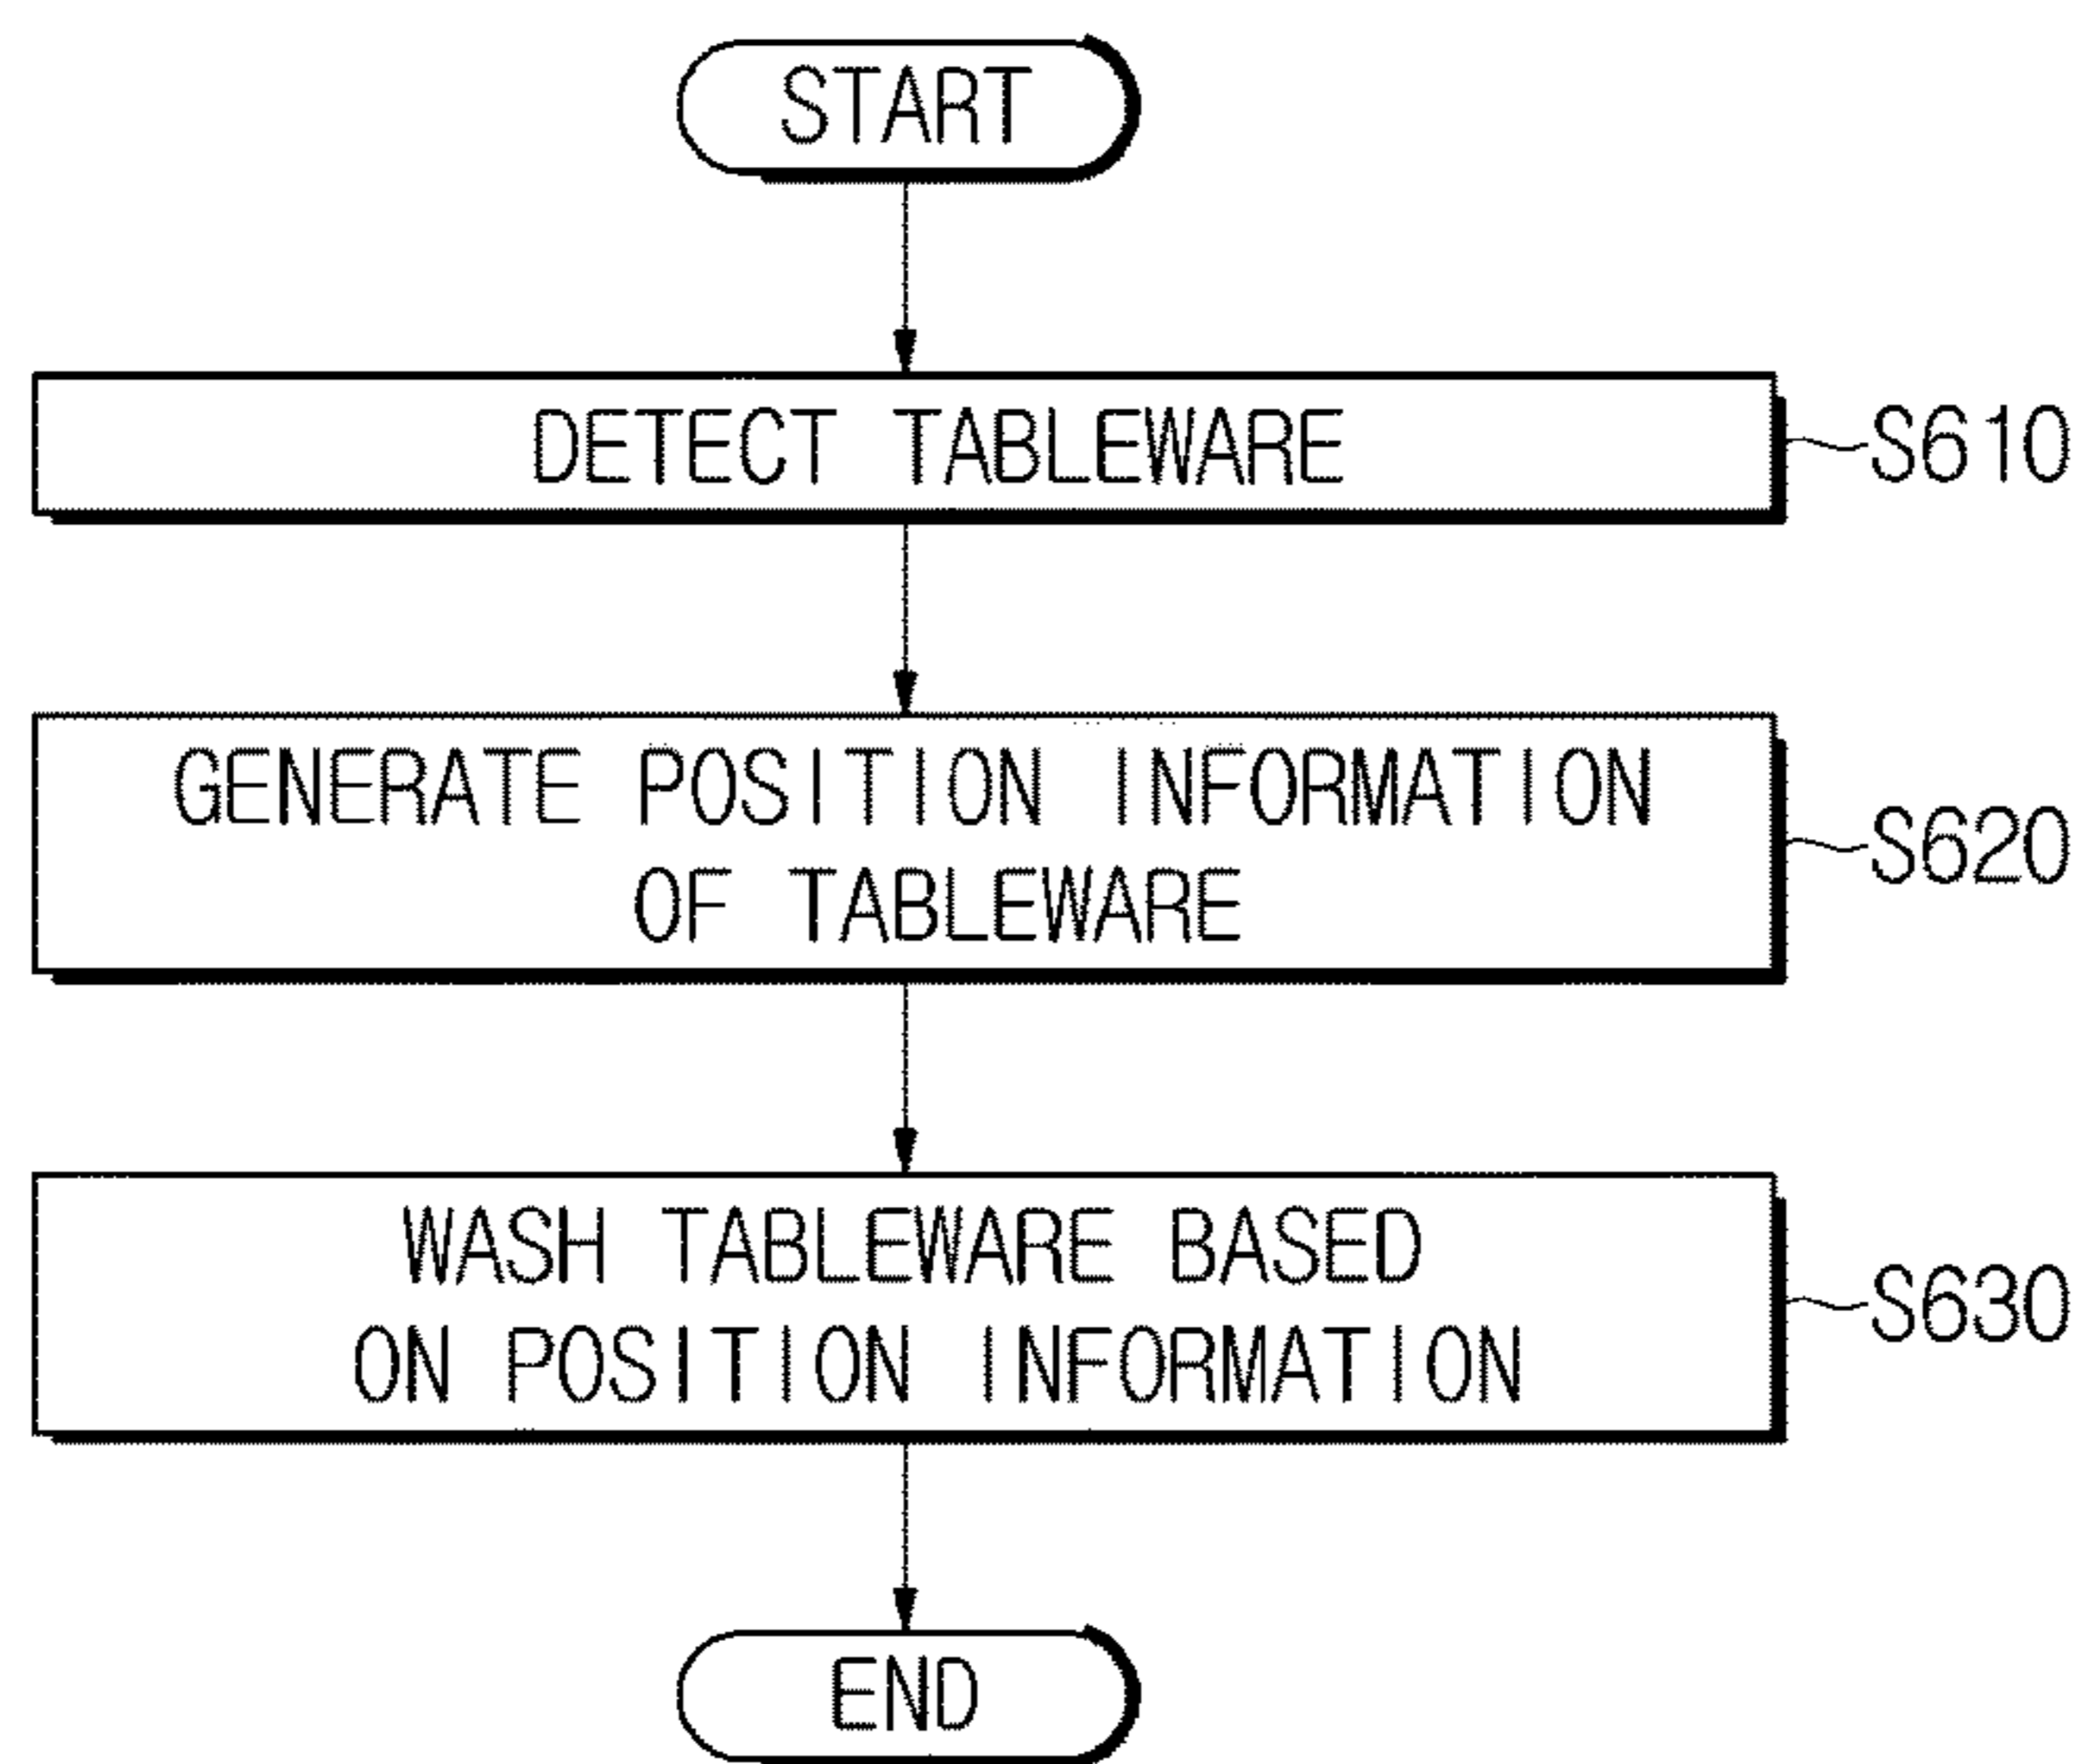 START
DETECT TABLEWARE
S610
GENERATE POSITION INFORMATION
OF TABLEWARE
S620
WASH TABLEWARE BASED
ON POSITION INFORMATION
S630
END